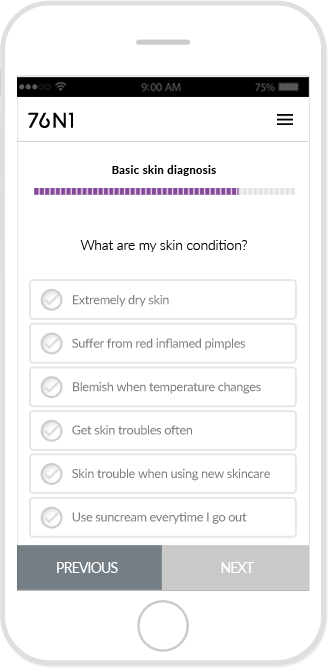 9:00 AM 75%
76N1
Basic skin diagnosis
What are my skin condition?
Extremely dry skin
Suffer from red inflamed pimples
Blemish when temperature changes
Get skin troubles often
Skin trouble when using new skincare
Use suncream everytime I go out
PREVIOUS NEXT